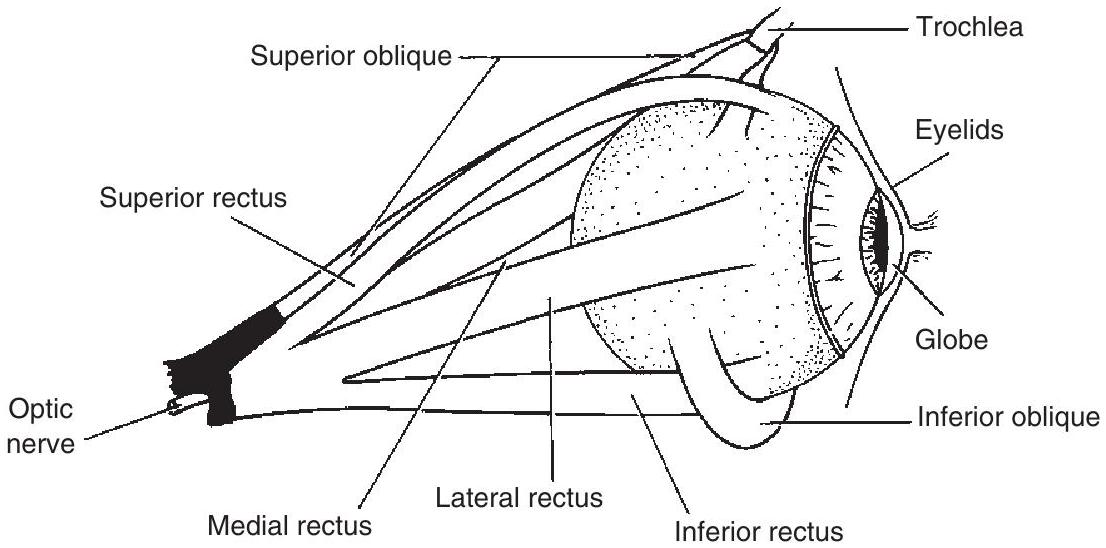 Trochlea
Superior oblique
Eyelids
Superior rectus
Globe
Optic
nerve
Inferior oblique
Lateral rectus
Medial rectus
Inferior rectus